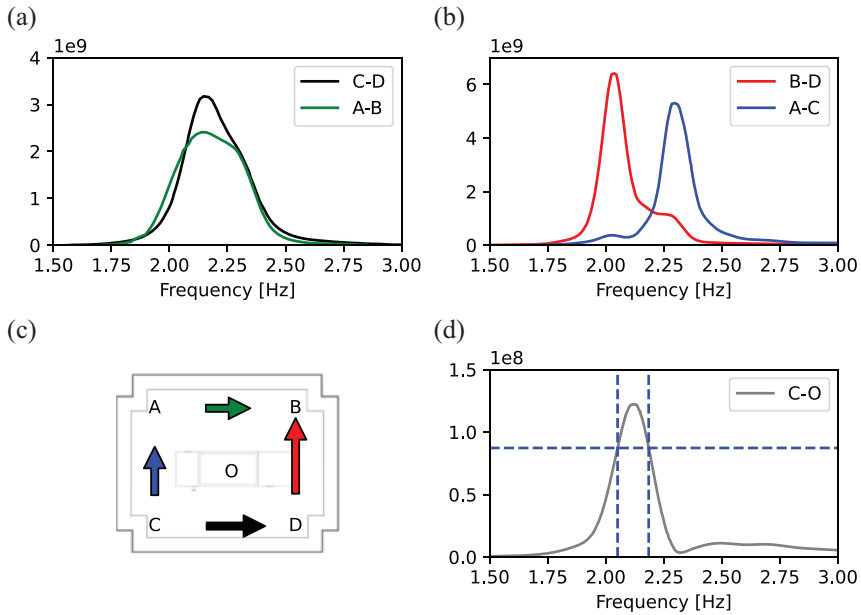 (a)
1e9
4
3
2
1
0
C-D
A-B
1.50 1.75 2.00 2.25 2.50 2.75 3.00
Frequency [Hz]
(b)
1e9
6
4
2
0
B-D
A-C
1.50 1.75 2.00 2.25 2.50 2.75 3.00
Frequency [Hz]
(c)
A B
O
C D
(d)
1e8
1.5
1.0
0.5
0.0
C-O
1.50 1.75 2.00 2.25 2.50 2.75 3.00
Frequency [Hz]